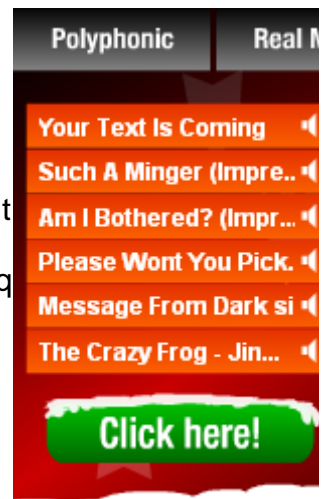 Polyphonic Real M
Your Text Is Coming
Such A Minger (Impre..
t
Am I Bothered? (Impr...
Please Wont You Pick.
q
Message From Dark si
The Crazy Frog - Jin...
Click here!